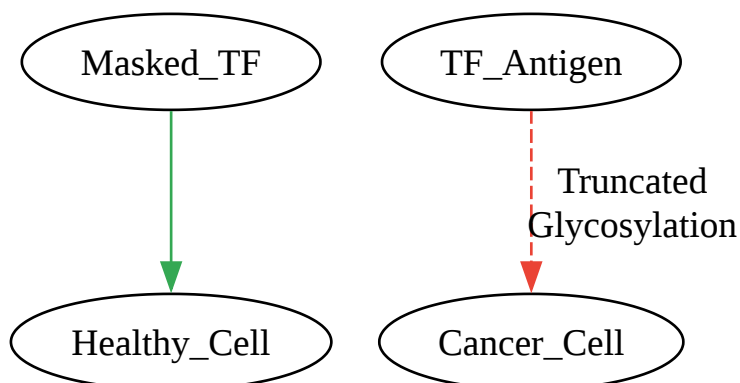 Masked_TF
TF_Antigen
Truncated
Glycosylation
Healthy_Cell
Cancer_Cell